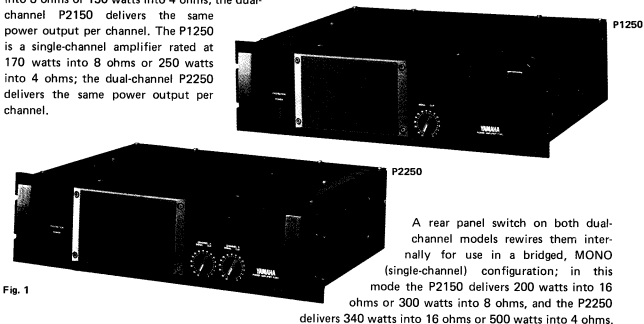 into 8 ohms or 150 watts into 4 ohms; the dual-
channel P2150 delivers the same
power output per channel. The P1250
is a single-channel amplifier rated at
170 watts into 8 ohms or 250 watts
into 4 ohms; the dual-channel P2250
delivers the same power output per
channel.
P1250
YAMAHA
P2250
YAMAHA
A rear panel switch on both dual-
channel models rewires them inter-
nally for use in a bridged, MONO
(single-channel) configuration; in this
mode the P2150 delivers 200 watts into 16
ohms or 300 watts into 8 ohms, and the P2250
delivers 340 watts into 16 ohms or 500 watts into 4 ohms.
Fig. 1